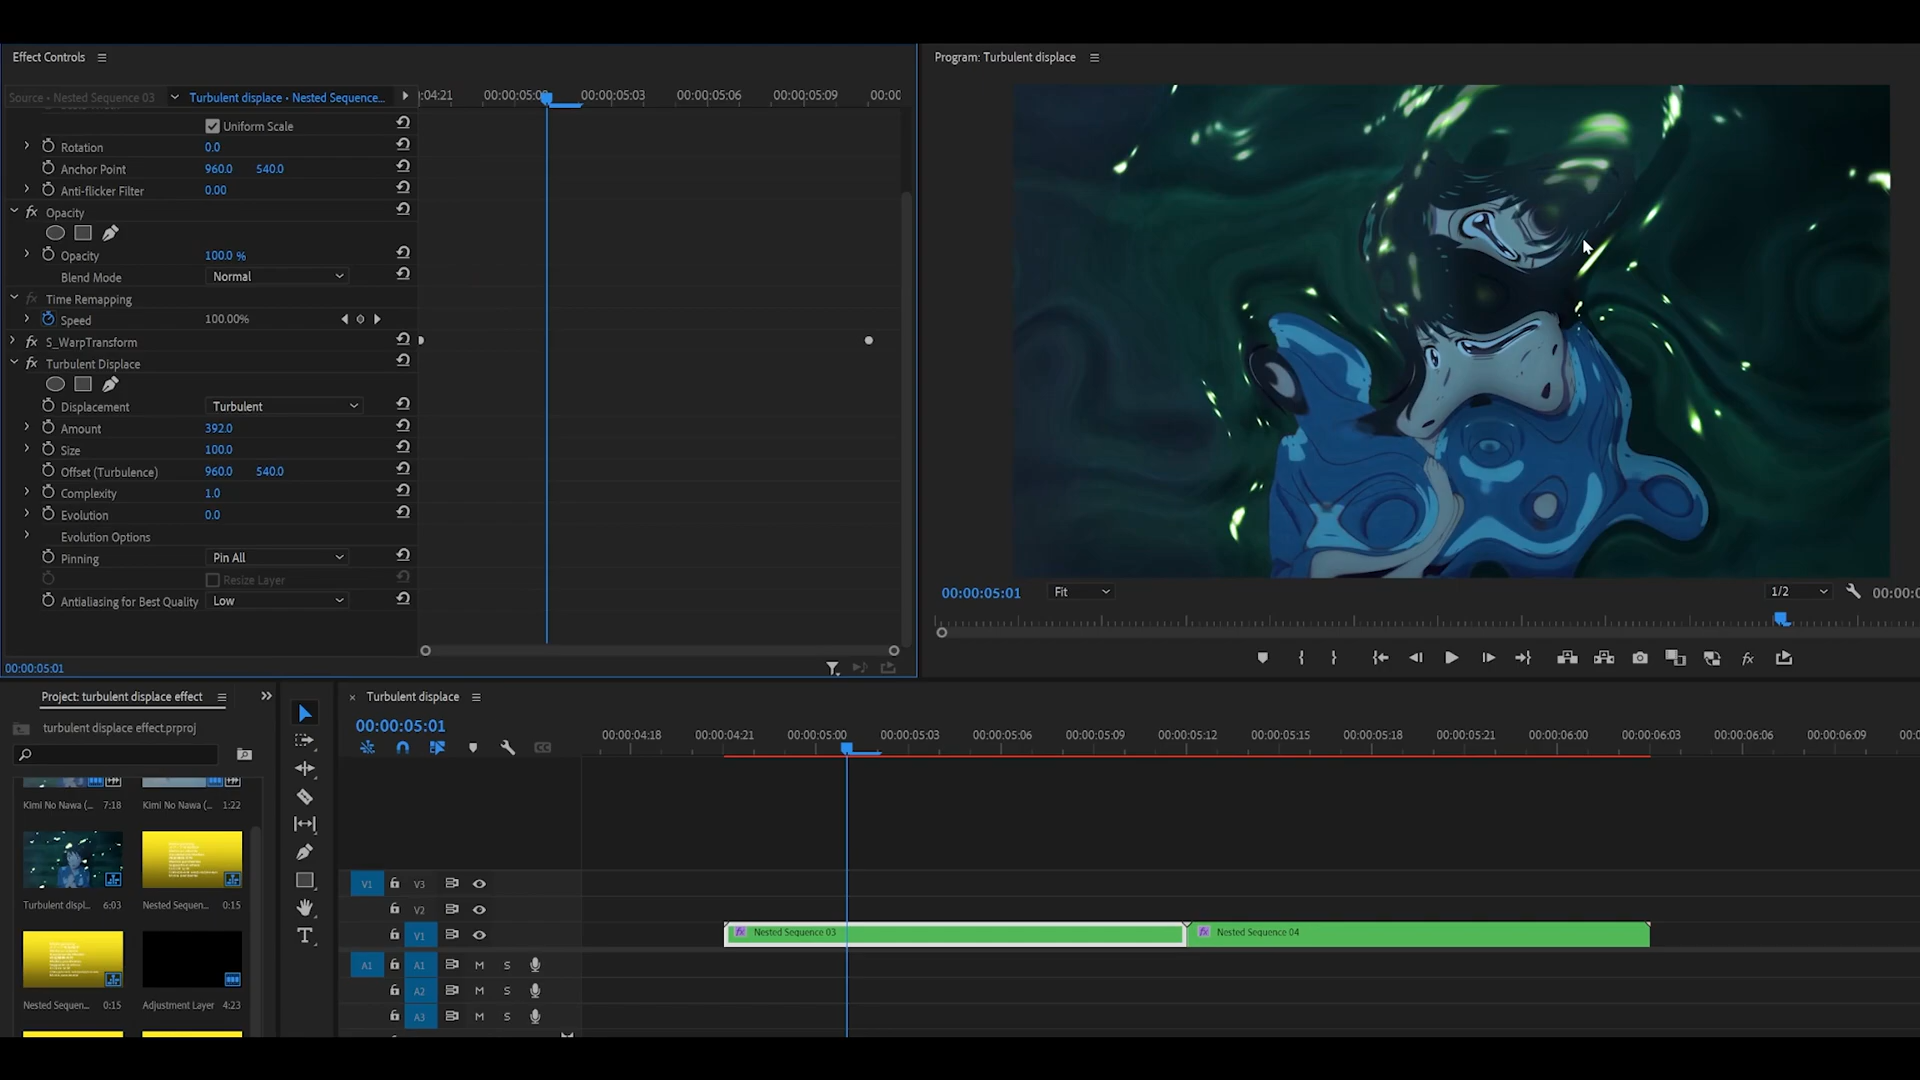 Effect Controls
Program: Turbulent displace
Source • Nested Sequence 03
Turbulent displace • Nested Sequence...
):04:21 00:00:05:00 00:00:05:03 00:00:05:06 00:00:05:09 00:00
Uniform Scale
Rotation 0.0
Anchor Point 960.0 540.0
Anti-flicker Filter 0.00
fx Opacity
Opacity 100.0 %
Blend Mode Normal
fx Time Remapping
Speed 100.00%
fx S_WarpTransform
fx Turbulent Displace
Displacement Turbulent
Amount 392.0
Size 100.0
Offset (Turbulence) 960.0 540.0
Complexity 1.0
Evolution 0.0
Evolution Options
Pinning Pin All
Resize Layer
Antialiasing for Best Quality Low
00:00:05:01
00:00:05:01 Fit 1/2 00:00:0
fx
Project: turbulent displace effect
turbulent displace effect.prproj
Kimi No Nawa (... 7:18
Kimi No Nawa (... 1:22
Turbulent displ... 6:03
Nested Sequen... 0:15
Nested Sequen... 0:15
Adjustment Layer 4:23
× Turbulent displace
00:00:05:01
CC
00:00:04:18 00:00:04:21 00:00:05:00 00:00:05:03 00:00:05:06 00:00:05:09 00:00:05:12 00:00:05:15 00:00:05:18 00:00:05:21 00:00:06:00 00:00:06:03 00:00:06:06 00:00:06:09 00:00
V1 V3
V2
V1
fx Nested Sequence 03
fx Nested Sequence 04
A1 A1 M S
A2 M S
A3 M S
T